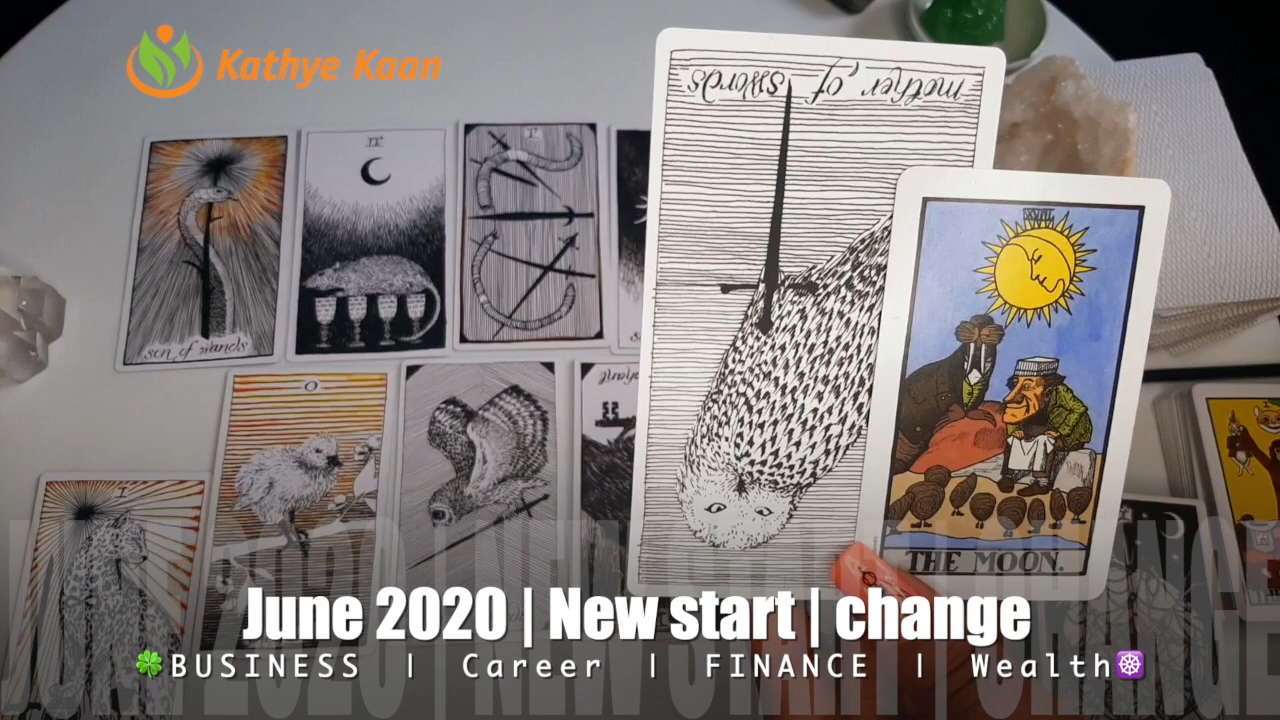 Kathye Kaan
mother of swords
son of wands
IV
I
O
I
THE MOON.
June 2020 | New start | change
🍀BUSINESS | Career | FINANCE | Wealth☸️